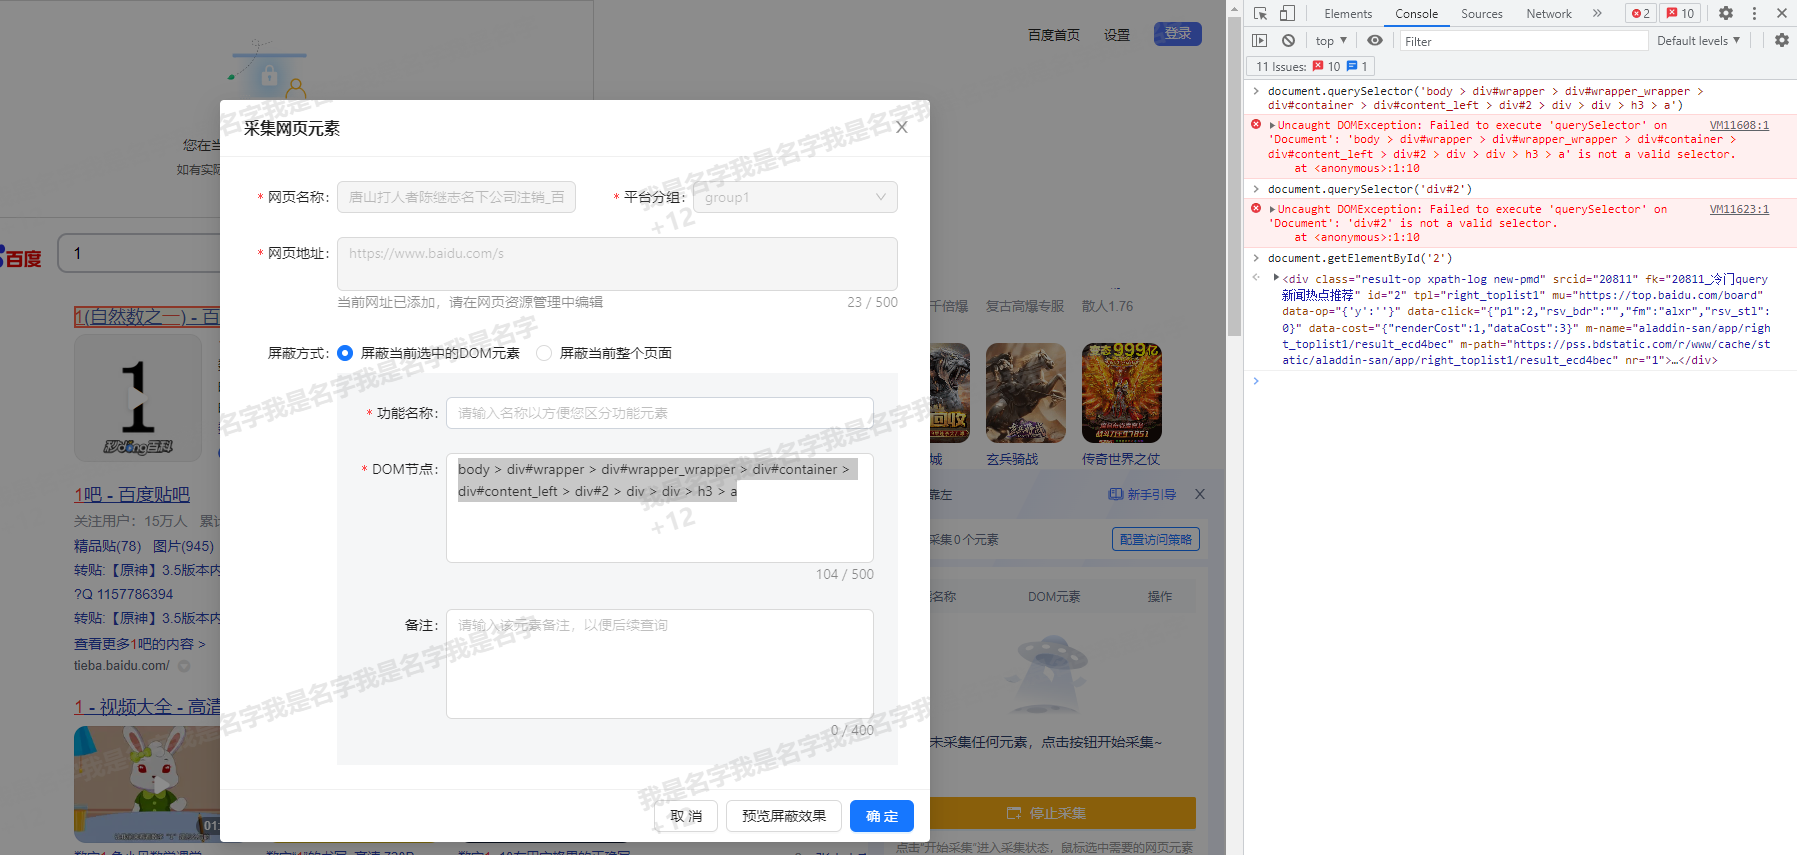 百度首页 设置 登录
您在当
如有实际
百度 1
1(自然数之一) - 百
秒dong百科
1吧 - 百度贴吧
关注用户：15万人 累计
精品贴(78) 图片(945)
转贴:【原神】3.5版本内
?Q 1157786394
转贴:【原神】3.5版本内
查看更多1吧的内容 >
tieba.baidu.com/
1 - 视频大全 - 高清
01:
采集网页元素
* 网页名称: 唐山打人者陈继志名下公司注销_百
* 平台分组: group1
* 网页地址: https://www.baidu.com/s
当前网址已添加，请在网页资源管理中编辑 23 / 500
屏蔽方式: 屏蔽当前选中的DOM元素 屏蔽当前整个页面
* 功能名称: 请输入名称以方便您区分功能元素
* DOM节点: body > div#wrapper > div#wrapper_wrapper > div#container >
div#content_left > div#2 > div > div > h3 > a
104 / 500
备注: 请输入该元素备注，以便后续查询
0 / 400
取 消 预览屏蔽效果 确 定
我是名字我是名字我是名字
+12
千倍爆 复古高爆专服 散人1.76
城 玄兵骑战 传奇世界之仗
靠左 新手引导
采集0个元素 配置访问策略
名称 DOM元素 操作
未采集任何元素，点击按钮开始采集~
停止采集
点击"开始采集"进入采集状态，鼠标选中需要的网页元素
Elements Console Sources Network » 2 10
top Filter Default levels
11 Issues: 10 1
document.querySelector('body > div#wrapper > div#wrapper_wrapper >
div#container > div#content_left > div#2 > div > div > h3 > a')
Uncaught DOMException: Failed to execute 'querySelector' on VM11608:1
'Document': 'body > div#wrapper > div#wrapper_wrapper > div#container >
div#content_left > div#2 > div > div > h3 > a' is not a valid selector.
at <anonymous>:1:10
document.querySelector('div#2')
Uncaught DOMException: Failed to execute 'querySelector' on VM11623:1
'Document': 'div#2' is not a valid selector.
at <anonymous>:1:10
document.getElementById('2')
<div class="result-op xpath-log new-pmd" srcid="20811" fk="20811_冷门query
新闻热点推荐" id="2" tpl="right_toplist1" mu="https://top.baidu.com/board"
data-op="{'y':''}" data-click="{"p1":2,"rsv_bdr":"","fm":"alxr","rsv_stl":
0}" data-cost="{"renderCost":1,"dataCost":3}" m-name="aladdin-san/app/righ
t_toplist1/result_ecd4bec" m-path="https://pss.bdstatic.com/r/www/cache/st
atic/aladdin-san/app/right_toplist1/result_ecd4bec" nr="1">…</div>